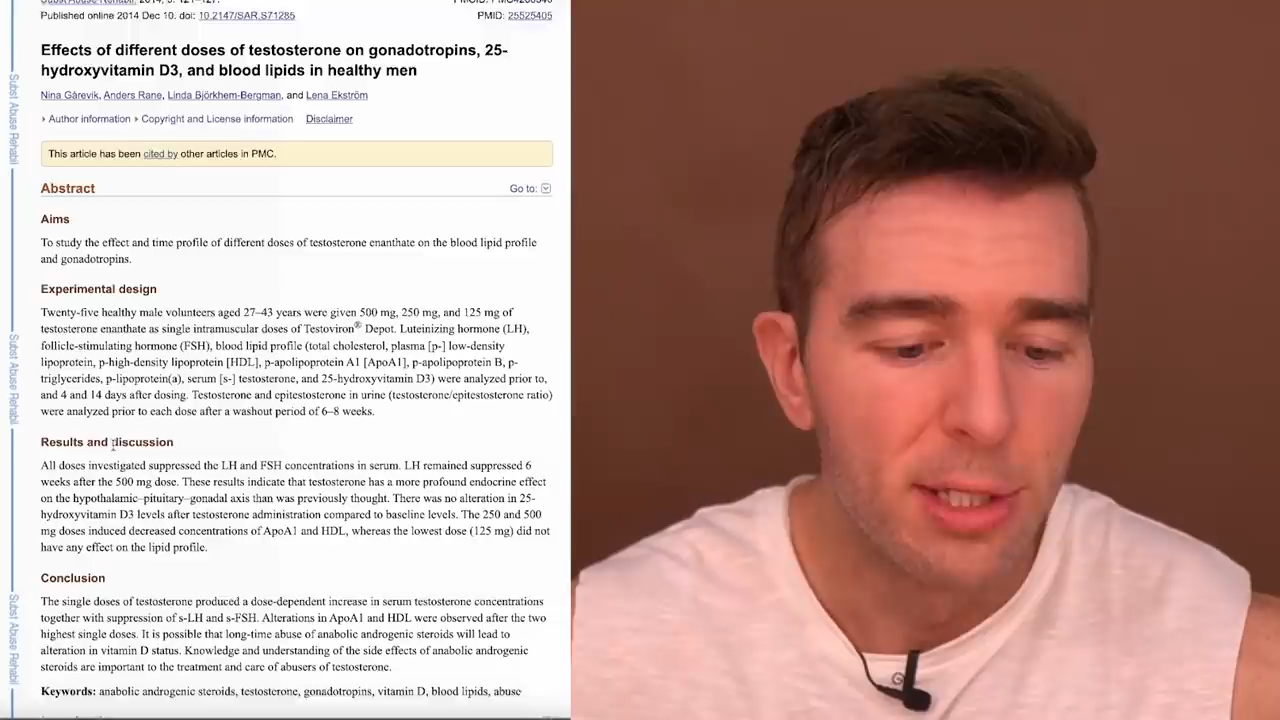 Subst Abuse Rehabil. 2014; 5: 121–127.
Published online 2014 Dec 10. doi: 10.2147/SAR.S71285
PMID: 25525405
Effects of different doses of testosterone on gonadotropins, 25-
hydroxyvitamin D3, and blood lipids in healthy men
Nina Gårevik, Anders Rane, Linda Björkhem-Bergman, and Lena Ekström
Author information Copyright and License information Disclaimer
This article has been cited by other articles in PMC.
Abstract
Go to:
Aims
To study the effect and time profile of different doses of testosterone enanthate on the blood lipid profile
and gonadotropins.
Experimental design
Twenty-five healthy male volunteers aged 27–43 years were given 500 mg, 250 mg, and 125 mg of
testosterone enanthate as single intramuscular doses of Testoviron® Depot. Luteinizing hormone (LH),
follicle-stimulating hormone (FSH), blood lipid profile (total cholesterol, plasma [p-] low-density
lipoprotein, p-high-density lipoprotein [HDL], p-apolipoprotein A1 [ApoA1], p-apolipoprotein B, p-
triglycerides, p-lipoprotein(a), serum [s-] testosterone, and 25-hydroxyvitamin D3) were analyzed prior to,
and 4 and 14 days after dosing. Testosterone and epitestosterone in urine (testosterone/epitestosterone ratio)
were analyzed prior to each dose after a washout period of 6–8 weeks.
Results and discussion
All doses investigated suppressed the LH and FSH concentrations in serum. LH remained suppressed 6
weeks after the 500 mg dose. These results indicate that testosterone has a more profound endocrine effect
on the hypothalamic–pituitary–gonadal axis than was previously thought. There was no alteration in 25-
hydroxyvitamin D3 levels after testosterone administration compared to baseline levels. The 250 and 500
mg doses induced decreased concentrations of ApoA1 and HDL, whereas the lowest dose (125 mg) did not
have any effect on the lipid profile.
Conclusion
The single doses of testosterone produced a dose-dependent increase in serum testosterone concentrations
together with suppression of s-LH and s-FSH. Alterations in ApoA1 and HDL were observed after the two
highest single doses. It is possible that long-time abuse of anabolic androgenic steroids will lead to
alteration in vitamin D status. Knowledge and understanding of the side effects of anabolic androgenic
steroids are important to the treatment and care of abusers of testosterone.
Keywords: anabolic androgenic steroids, testosterone, gonadotropins, vitamin D, blood lipids, abuse
Subst Abuse Rehabil
Subst Abuse Rehabil
Subst Abuse Rehabil